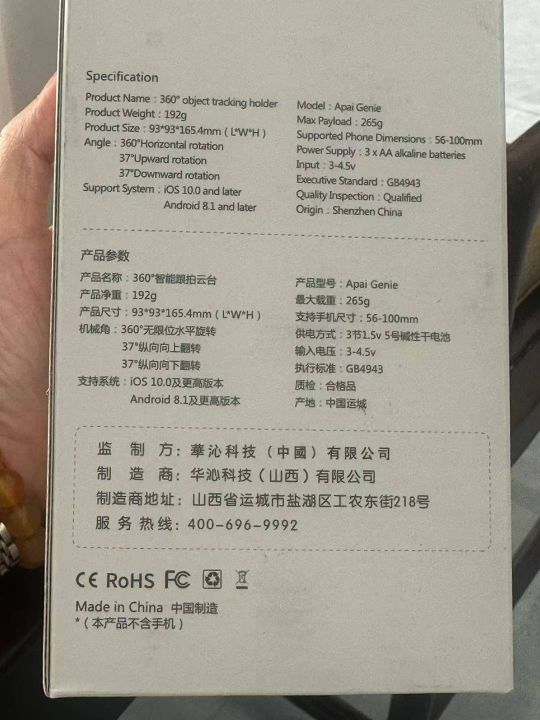 Specification
Product Name : 360° object tracking holder
Product Weight : 192g
Product Size : 93*93*165.4mm ( L*W*H )
Angle : 360°Horizontal rotation
37°Upward rotation
37°Downward rotation
Support System : iOS 10.0 and later
Android 8.1 and later
Model : Apai Genie
Max Payload : 265g
Supported Phone Dimensions : 56-100mm
Power Supply : 3 x AA alkaline batteries
Input : 3-4.5v
Executive Standard : GB4943
Quality Inspection : Qualified
Origin : Shenzhen China
产品参数
产品名称 : 360°智能跟拍云台
产品净重 : 192g
产品尺寸 : 93*93*165.4mm ( L*W*H )
机械角 : 360°无限位水平旋转
37°纵向向上翻转
37°纵向向下翻转
支持系统 : iOS 10.0及更高版本
Android 8.1及更高版本
产品型号 : Apai Genie
最大载重 : 265g
支持手机尺寸 : 56-100mm
供电方式 : 3节1.5v 5号碱性干电池
输入电压 : 3-4.5v
执行标准 : GB4943
质检 : 合格品
产地 : 中国运城
监 制 方: 華沁科技（中國）有限公司
制 造 商: 华沁科技（山西）有限公司
制造商地址: 山西省运城市盐湖区工农东街218号
服 务 热 线: 400-696-9992
CE RoHS FC
Made in China 中国制造
*（本产品不含手机）